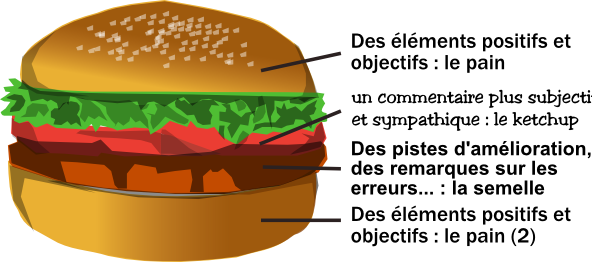 Des éléments positifs et
objectifs : le pain
un commentaire plus subjecti
et sympathique : le ketchup
Des pistes d'amélioration,
des remarques sur les
erreurs... : la semelle
Des éléments positifs et
objectifs : le pain (2)